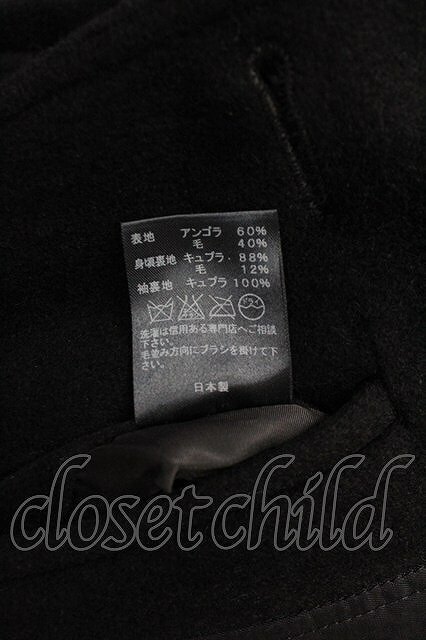 表地 アンゴラ 60%
毛 40%
身頃裏地 キュプラ 88%
毛 12%
袖裏地 キュプラ 100%
洗濯は信用ある専門店へご相談
下さい。
毛並み方向にブラシを掛けて下
さい。
日本製
closetchild